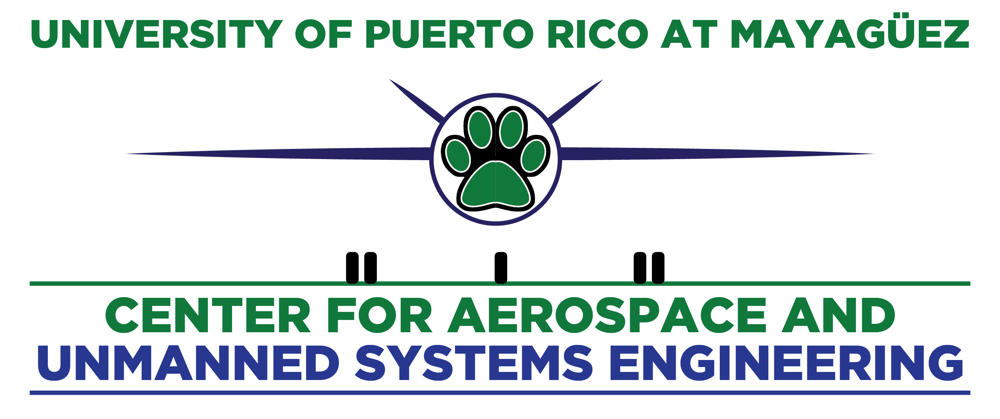 UNIVERSITY OF PUERTO RICO AT MAYAGÜEZ
CENTER FOR AEROSPACE AND
UNMANNED SYSTEMS ENGINEERING